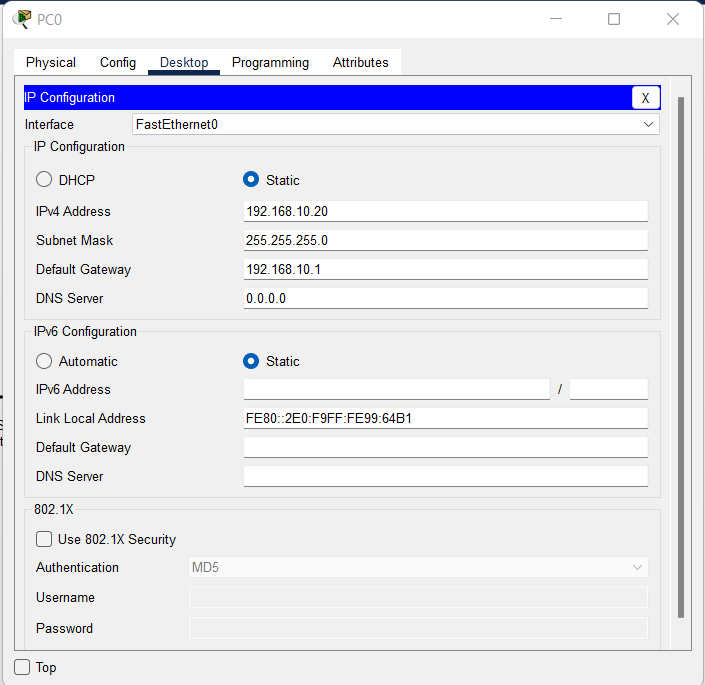 PC0
Physical Config Desktop Programming Attributes
IP Configuration X
Interface FastEthernet0
IP Configuration
DHCP Static
IPv4 Address 192.168.10.20
Subnet Mask 255.255.255.0
Default Gateway 192.168.10.1
DNS Server 0.0.0.0
IPv6 Configuration
Automatic Static
IPv6 Address /
Link Local Address FE80::2E0:F9FF:FE99:64B1
Default Gateway
DNS Server
802.1X
Use 802.1X Security
Authentication MD5
Username
Password
Top